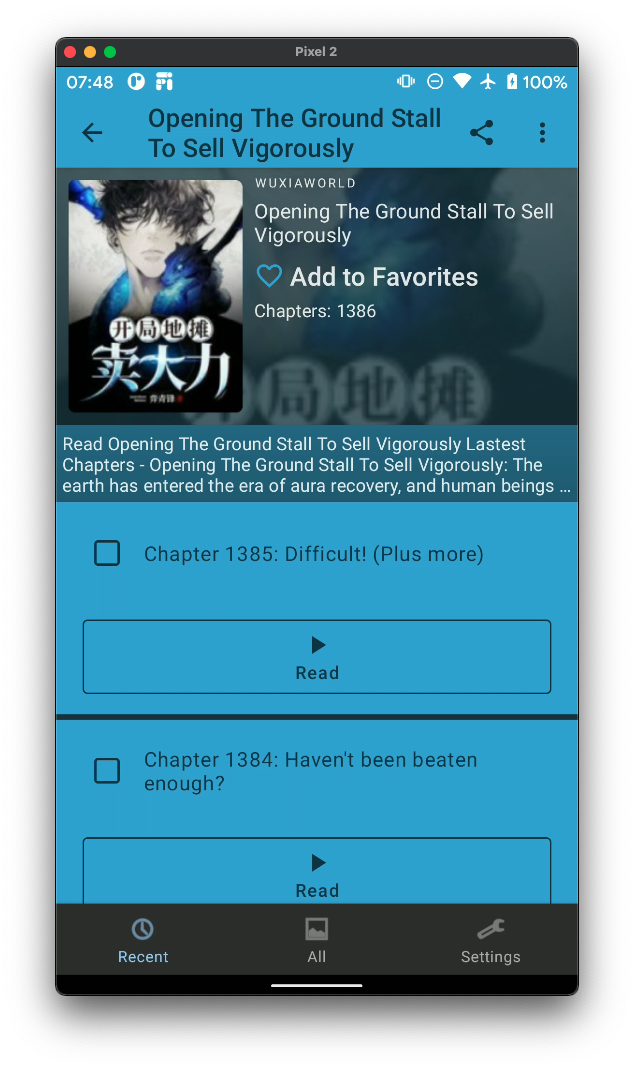 Pixel 2
07:48
100%
Opening The Ground Stall
To Sell Vigorously
WUXIAWORLD
Opening The Ground Stall To Sell
Vigorously
Add to Favorites
Chapters: 1386
开局地摊
卖大力
局地摊
Read Opening The Ground Stall To Sell Vigorously Lastest
Chapters - Opening The Ground Stall To Sell Vigorously: The
earth has entered the era of aura recovery, and human beings ...
Chapter 1385: Difficult! (Plus more)
Read
Chapter 1384: Haven't been beaten
enough?
Read
Recent
All
Settings